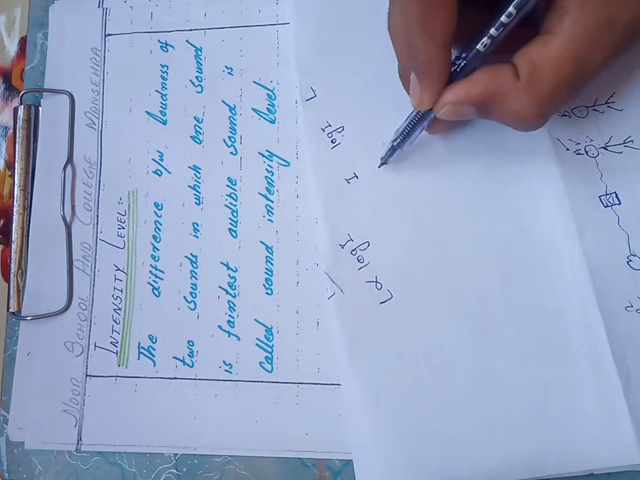 NOOR SCHOOL AND COLLEGE MANSEHRA
INTENSITY LEVEL:-
The difference b/w loudness of
two sounds in which one sound
is faintest audible sound is
called sound intensity level.
L
log I
I
L α log I
L
BLU